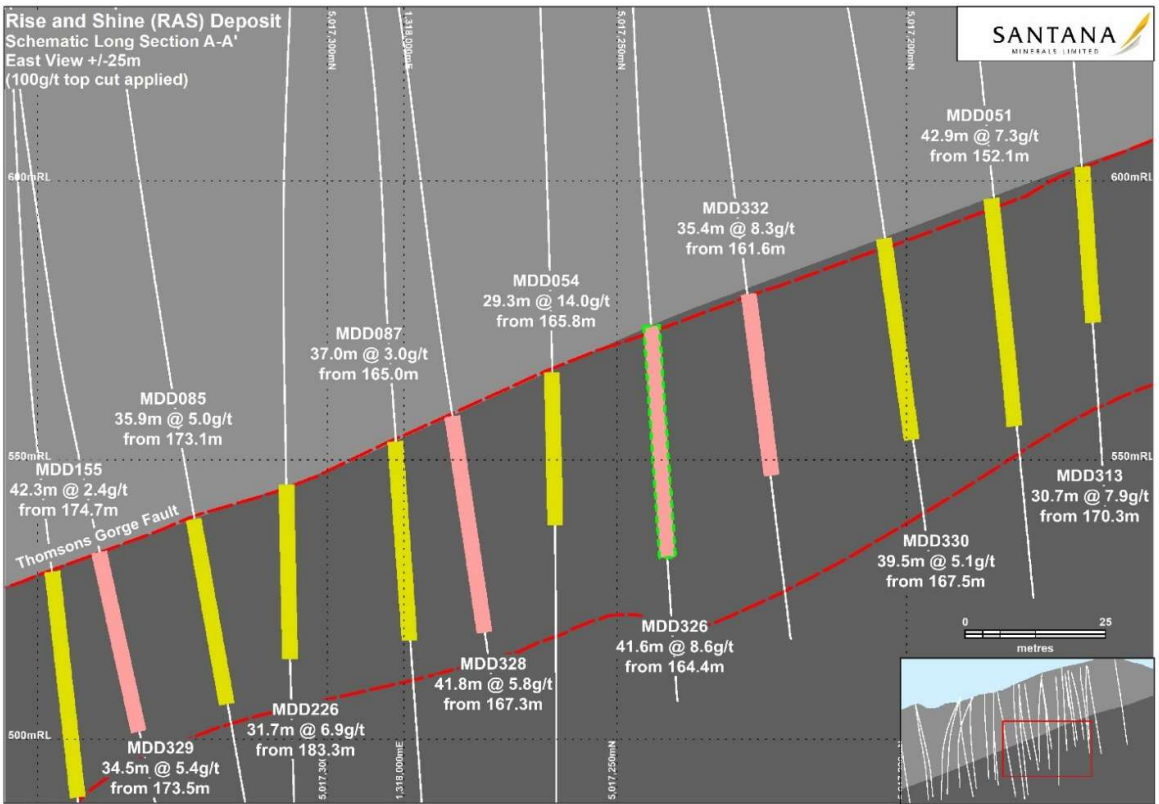 Rise and Shine (RAS) Deposit
Schematic Long Section A-A'
East View +/-25m
(100g/t top cut applied)
5,017,300mN
1,318,000mE
5,017,250mN
5,017,200mN
SANTANA
MINERALS LIMITED
MDD051
42.9m @ 7.3g/t
from 152.1m
600mRL
600mRL
MDD332
35.4m @ 8.3g/t
from 161.6m
MDD054
29.3m @ 14.0g/t
from 165.8m
MDD087
37.0m @ 3.0g/t
from 165.0m
MDD085
35.9m @ 5.0g/t
from 173.1m
550mRL
550mRL
MDD155
42.3m @ 2.4g/t
from 174.7m
Thomsons Gorge Fault
MDD313
30.7m @ 7.9g/t
from 170.3m
MDD330
39.5m @ 5.1g/t
from 167.5m
MDD326
41.6m @ 8.6g/t
from 164.4m
MDD328
41.8m @ 5.8g/t
from 167.3m
MDD226
31.7m @ 6.9g/t
from 183.3m
500mRL
MDD329
34.5m @ 5.4g/t
from 173.5m
0 25
metres
5,017,300
1,318,000mE
5,017,250mN